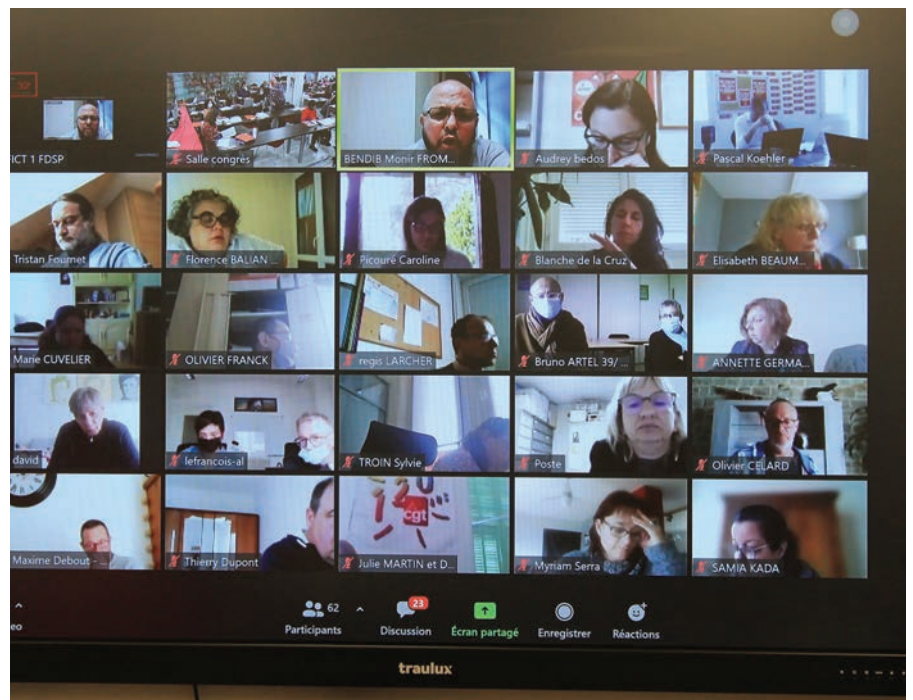 ICT 1 FDSP
Salle congrès
BENDIB Monir FROM...
Audrey bedos
Pascal Koehler
Tristan Fournet
Florence BALIAN ...
Picouré Caroline
Blanche de la Cruz
Elisabeth BEAUM...
Marie CUVELIER
OLIVIER FRANCK
regis LARCHER
Bruno ARTEL 39/ ...
ANNETTE GERMA...
david
lefrancois-al
TROIN Sylvie
Poste
Olivier CELARD
Maxime Debout - ...
Thierry Dupont
cgt
Julie MARTIN et D...
Myriam Serra
SAMIA KADA
eo
62
Participants
23
Discussion
Écran partagé
Enregistrer
Réactions
traulux